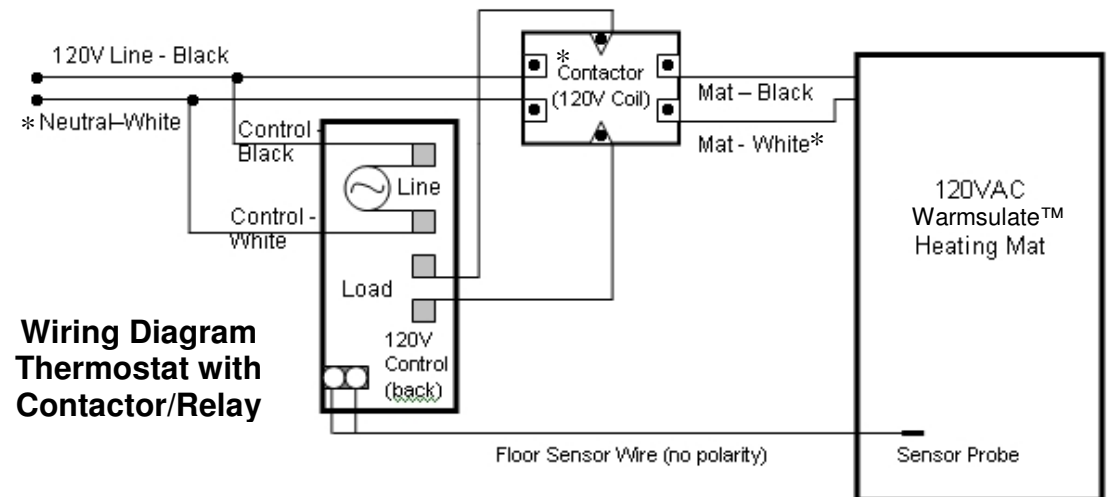 120V Line - Black
* Neutral–White
* Contactor
(120V Coil)
Mat – Black
Mat - White*
Control -
Black
Line
Control -
White
Load
120V
Control
(back)
120VAC
Warmsulate™
Heating Mat
Wiring Diagram
Thermostat with
Contactor/Relay
Floor Sensor Wire (no polarity)
Sensor Probe